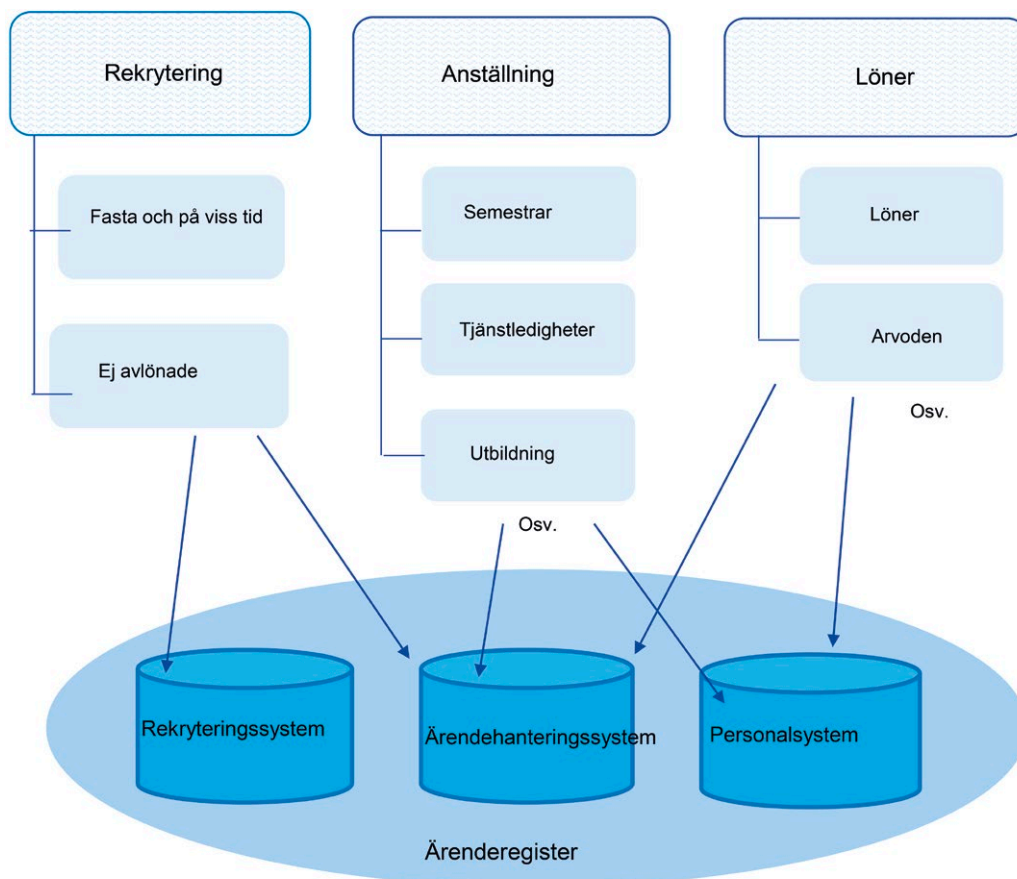 Rekrytering
Anställning
Löner
Fasta och på viss tid
Ej avlönade
Semestrar
Tjänstledigheter
Utbildning
Osv.
Löner
Arvoden
Osv.
Rekryteringssystem
Ärendehanteringssystem
Personalsystem
Ärenderegister